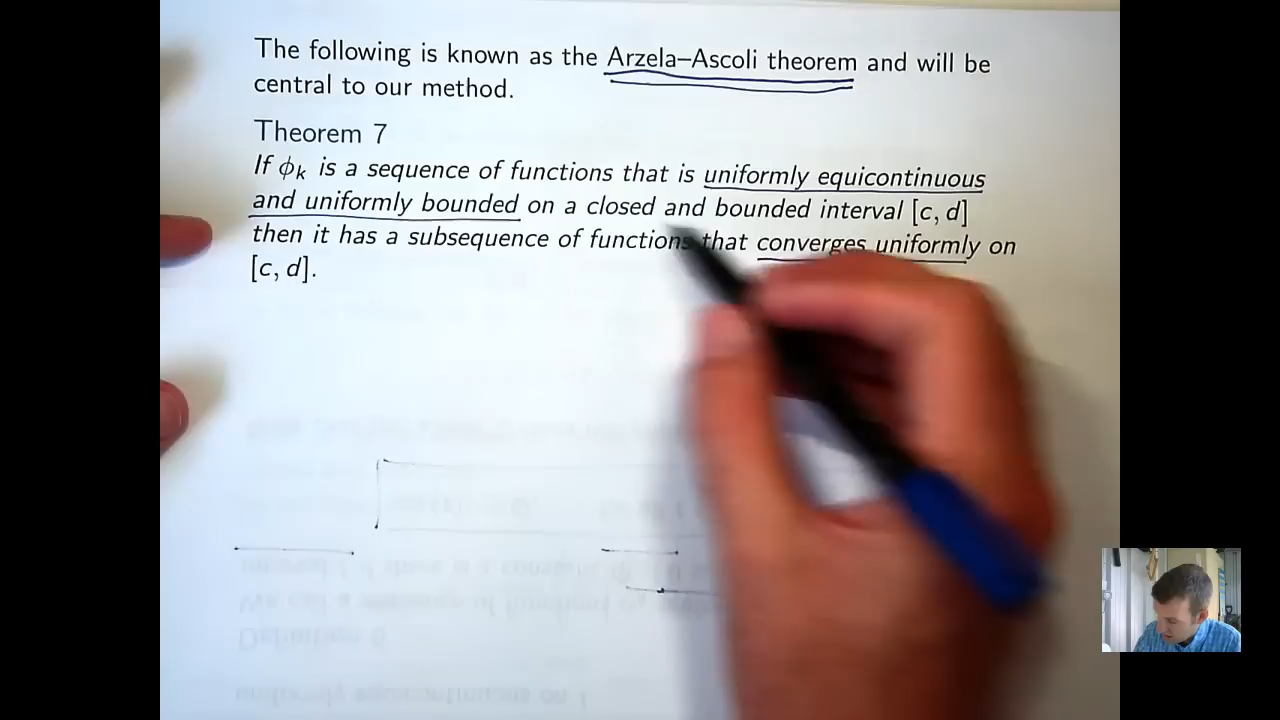 The following is known as the Arzela–Ascoli theorem and will be
central to our method.
Theorem 7
If ϕₖ is a sequence of functions that is uniformly equicontinuous
and uniformly bounded on a closed and bounded interval [c, d]
then it has a subsequence of functions that converges uniformly on
[c, d].